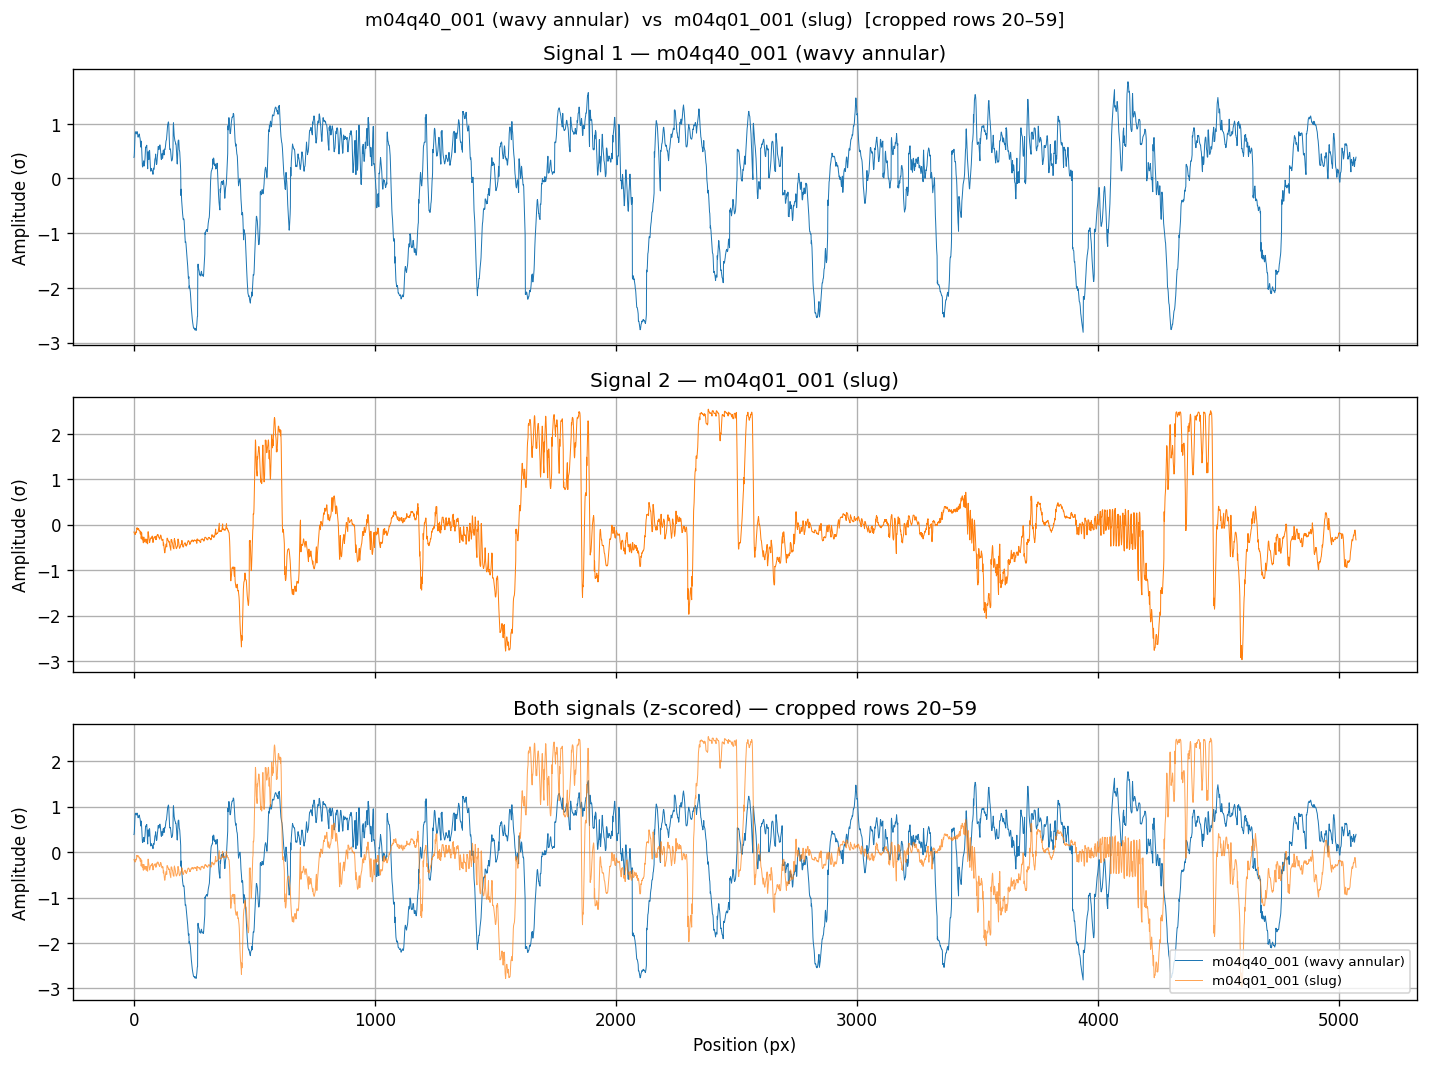 m04q40_001 (wavy annular)  vs  m04q01_001 (slug)  [cropped rows 20–59]
Signal 1 — m04q40_001 (wavy annular)
Amplitude (σ)
1
0
−1
−2
−3
Signal 2 — m04q01_001 (slug)
Amplitude (σ)
2
1
0
−1
−2
−3
Both signals (z-scored) — cropped rows 20–59
Amplitude (σ)
2
1
0
−1
−2
−3
m04q40_001 (wavy annular)
m04q01_001 (slug)
0 1000 2000 3000 4000 5000
Position (px)